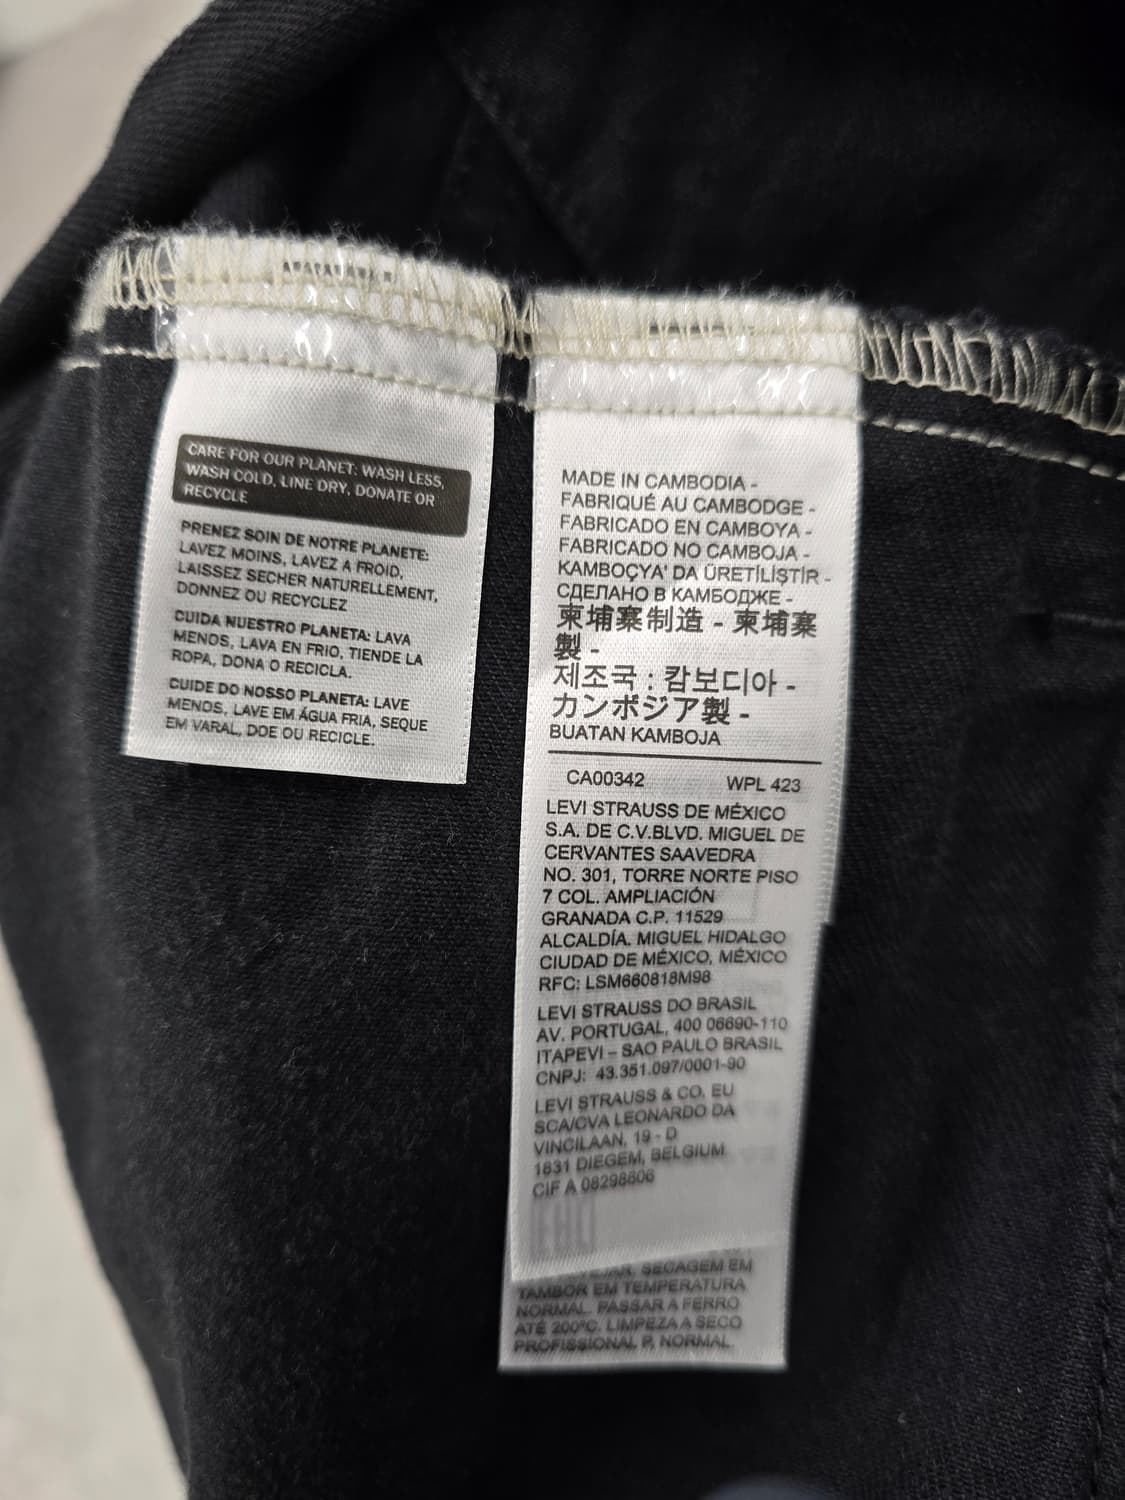 CARE FOR OUR PLANET: WASH LESS,
WASH COLD, LINE DRY, DONATE OR
RECYCLE
PRENEZ SOIN DE NOTRE PLANETE:
LAVEZ MOINS, LAVEZ A FROID,
LAISSEZ SECHER NATURELLEMENT,
DONNEZ OU RECYCLEZ
CUIDA NUESTRO PLANETA: LAVA
MENOS, LAVA EN FRIO, TIENDE LA
ROPA, DONA O RECICLA.
CUIDE DO NOSSO PLANETA: LAVE
MENOS, LAVE EM ÁGUA FRIA, SEQUE
EM VARAL, DOE OU RECICLE.
MADE IN CAMBODIA -
FABRIQUÉ AU CAMBODGE -
FABRICADO EN CAMBOYA -
FABRICADO NO CAMBOJA -
KAMBOÇYA' DA ÜRETİLİŞTİR -
СДЕЛАНО В КАМБОДЖЕ -
柬埔寨制造 - 柬埔寨
製 -
제조국 : 캄보디아 -
カンボジア製 -
BUATAN KAMBOJA
CA00342 WPL 423
LEVI STRAUSS DE MÉXICO
S.A. DE C.V.BLVD. MIGUEL DE
CERVANTES SAAVEDRA
NO. 301, TORRE NORTE PISO
7 COL. AMPLIACIÓN
GRANADA C.P. 11529
ALCALDÍA. MIGUEL HIDALGO
CIUDAD DE MÉXICO, MÉXICO
RFC: LSM660818M98
LEVI STRAUSS DO BRASIL
AV. PORTUGAL, 400 06690-110
ITAPEVI – SAO PAULO BRASIL
CNPJ: 43.351.097/0001-90
LEVI STRAUSS & CO. EU
SCA/CVA LEONARDO DA
VINCILAAN, 19 - D
1831 DIEGEM, BELGIUM
CIF A 08298806
SECAGEM EM
TAMBOR EM TEMPERATURA
NORMAL. PASSAR A FERRO
ATÉ 200ºC. LIMPEZA A SECO
PROFISSIONAL P, NORMAL.